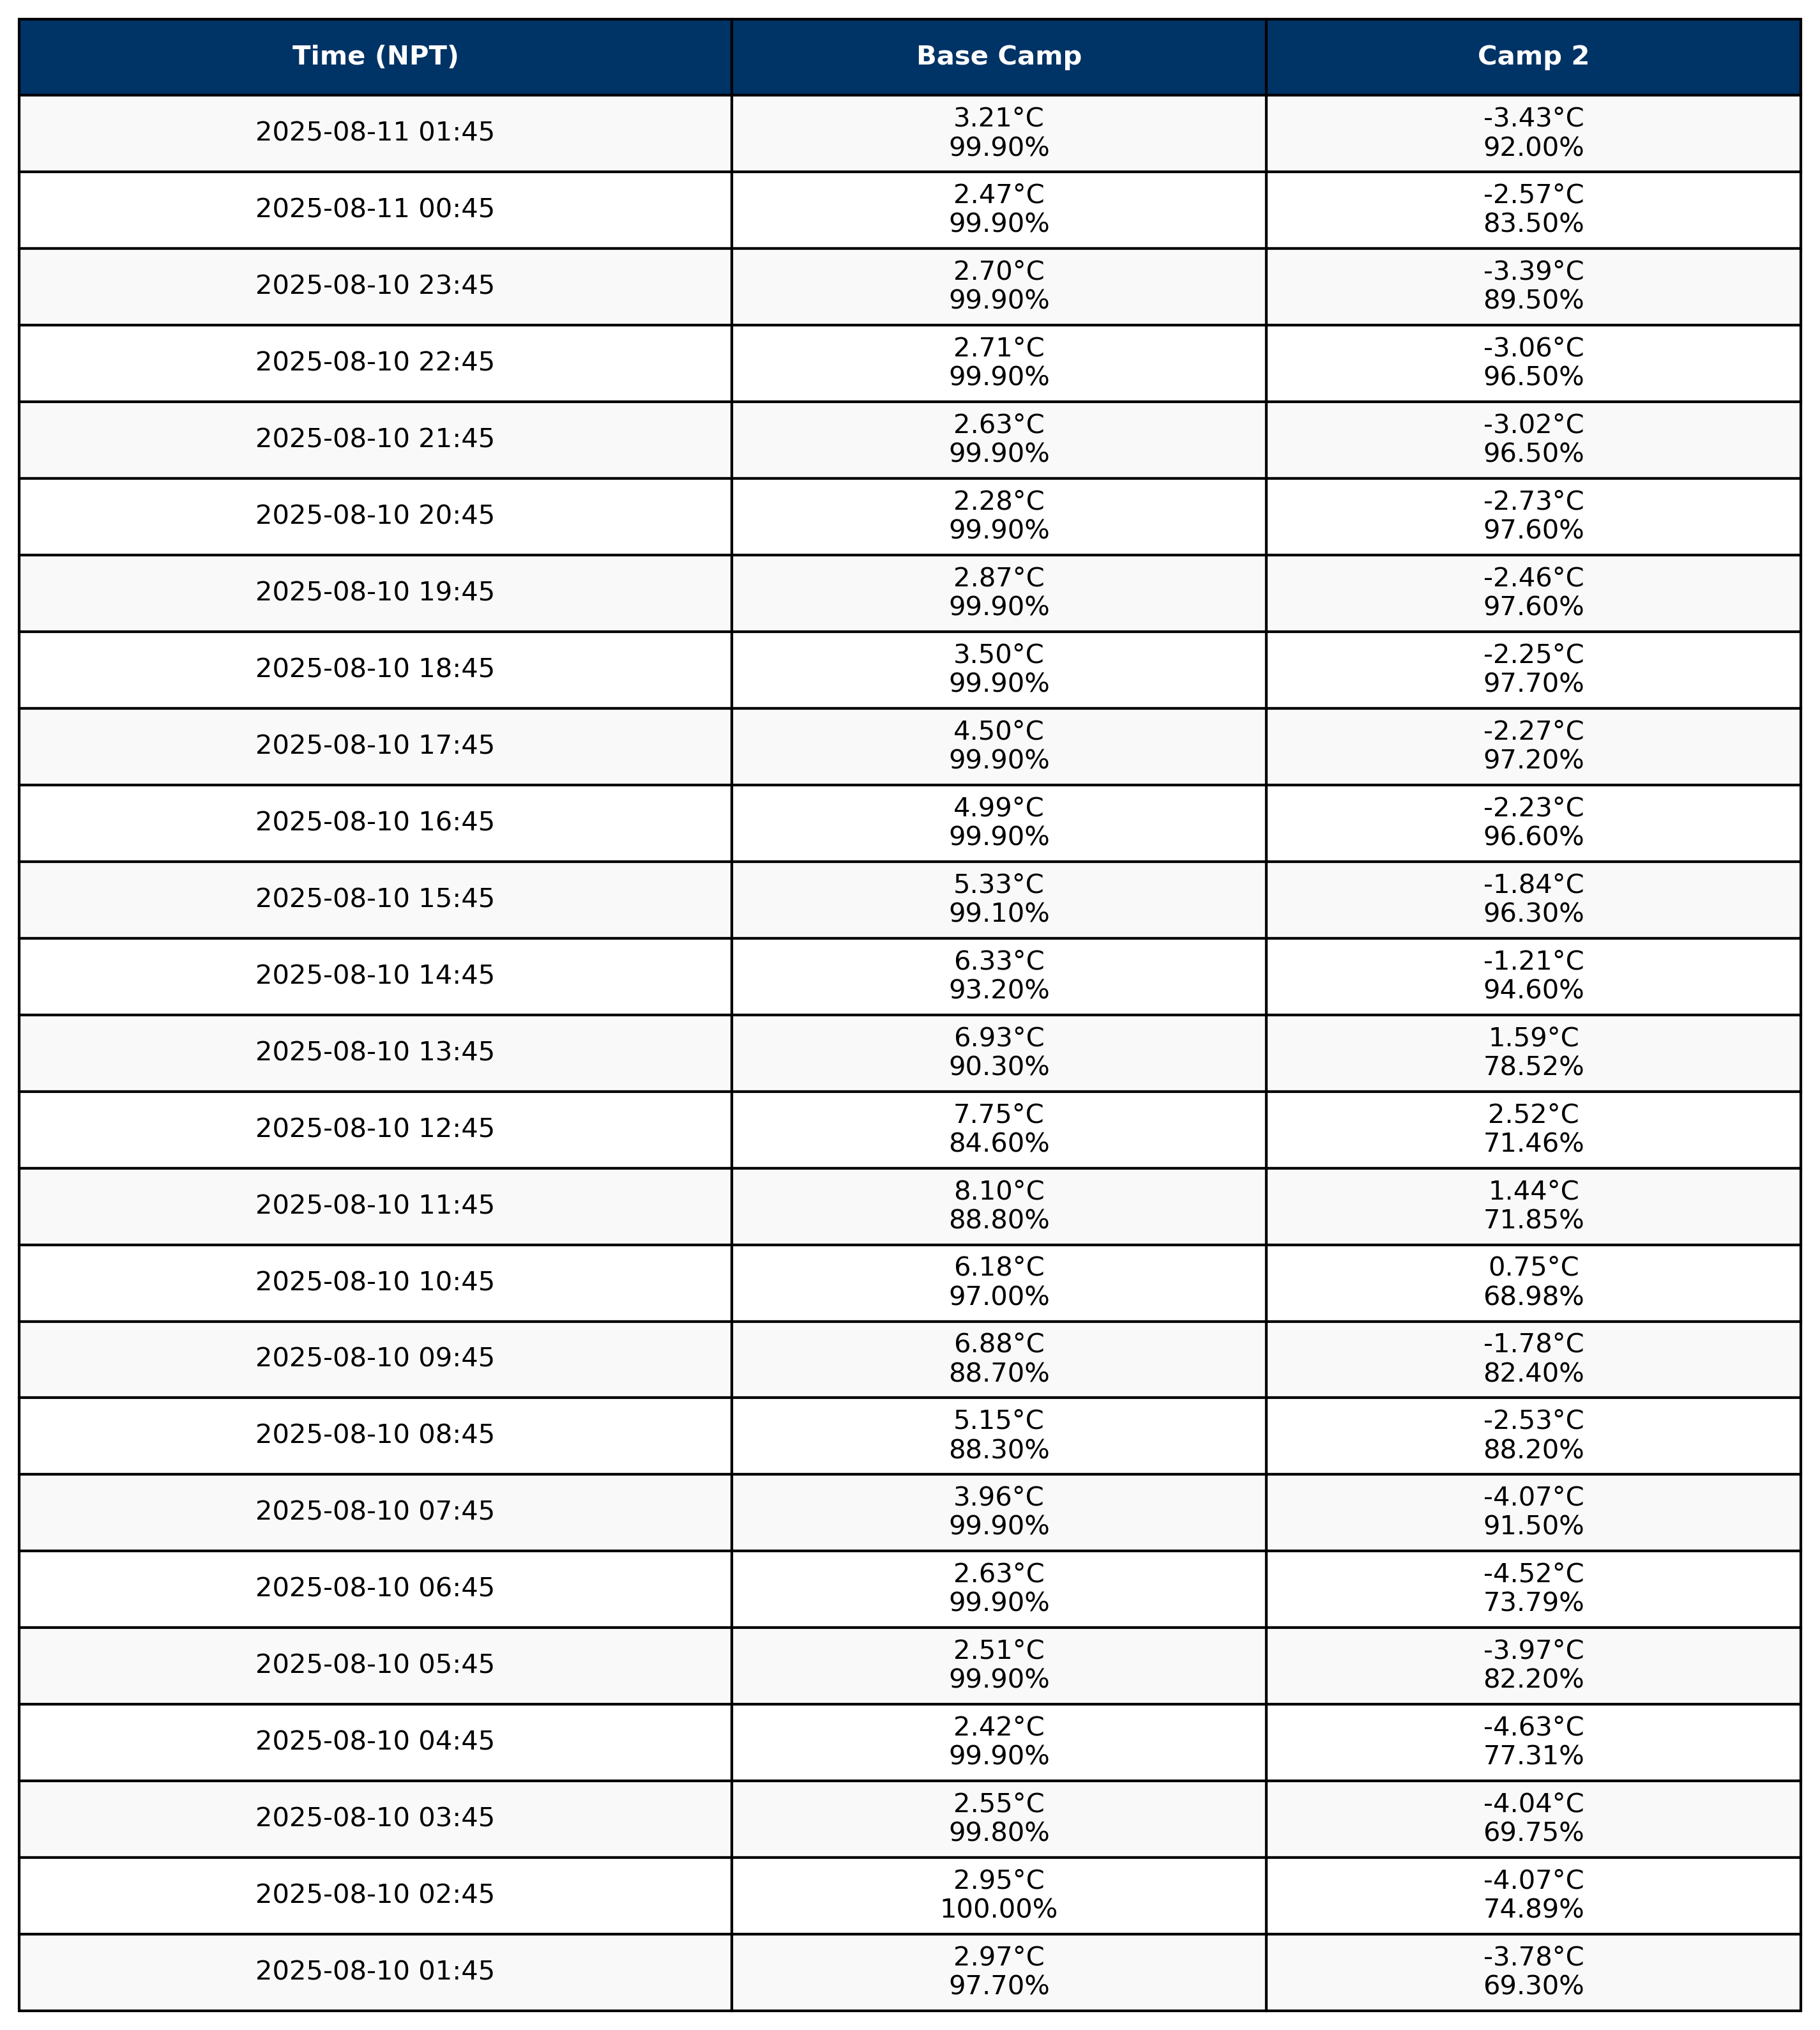 Time (NPT) Base Camp Camp 2
2025-08-11 01:45 3.21°C -3.43°C
99.90% 92.00%
2025-08-11 00:45 2.47°C -2.57°C
99.90% 83.50%
2025-08-10 23:45 2.70°C -3.39°C
99.90% 89.50%
2025-08-10 22:45 2.71°C -3.06°C
99.90% 96.50%
2025-08-10 21:45 2.63°C -3.02°C
99.90% 96.50%
2025-08-10 20:45 2.28°C -2.73°C
99.90% 97.60%
2025-08-10 19:45 2.87°C -2.46°C
99.90% 97.60%
2025-08-10 18:45 3.50°C -2.25°C
99.90% 97.70%
2025-08-10 17:45 4.50°C -2.27°C
99.90% 97.20%
2025-08-10 16:45 4.99°C -2.23°C
99.90% 96.60%
2025-08-10 15:45 5.33°C -1.84°C
99.10% 96.30%
2025-08-10 14:45 6.33°C -1.21°C
93.20% 94.60%
2025-08-10 13:45 6.93°C 1.59°C
90.30% 78.52%
2025-08-10 12:45 7.75°C 2.52°C
84.60% 71.46%
2025-08-10 11:45 8.10°C 1.44°C
88.80% 71.85%
2025-08-10 10:45 6.18°C 0.75°C
97.00% 68.98%
2025-08-10 09:45 6.88°C -1.78°C
88.70% 82.40%
2025-08-10 08:45 5.15°C -2.53°C
88.30% 88.20%
2025-08-10 07:45 3.96°C -4.07°C
99.90% 91.50%
2025-08-10 06:45 2.63°C -4.52°C
99.90% 73.79%
2025-08-10 05:45 2.51°C -3.97°C
99.90% 82.20%
2025-08-10 04:45 2.42°C -4.63°C
99.90% 77.31%
2025-08-10 03:45 2.55°C -4.04°C
99.80% 69.75%
2025-08-10 02:45 2.95°C -4.07°C
100.00% 74.89%
2025-08-10 01:45 2.97°C -3.78°C
97.70% 69.30%